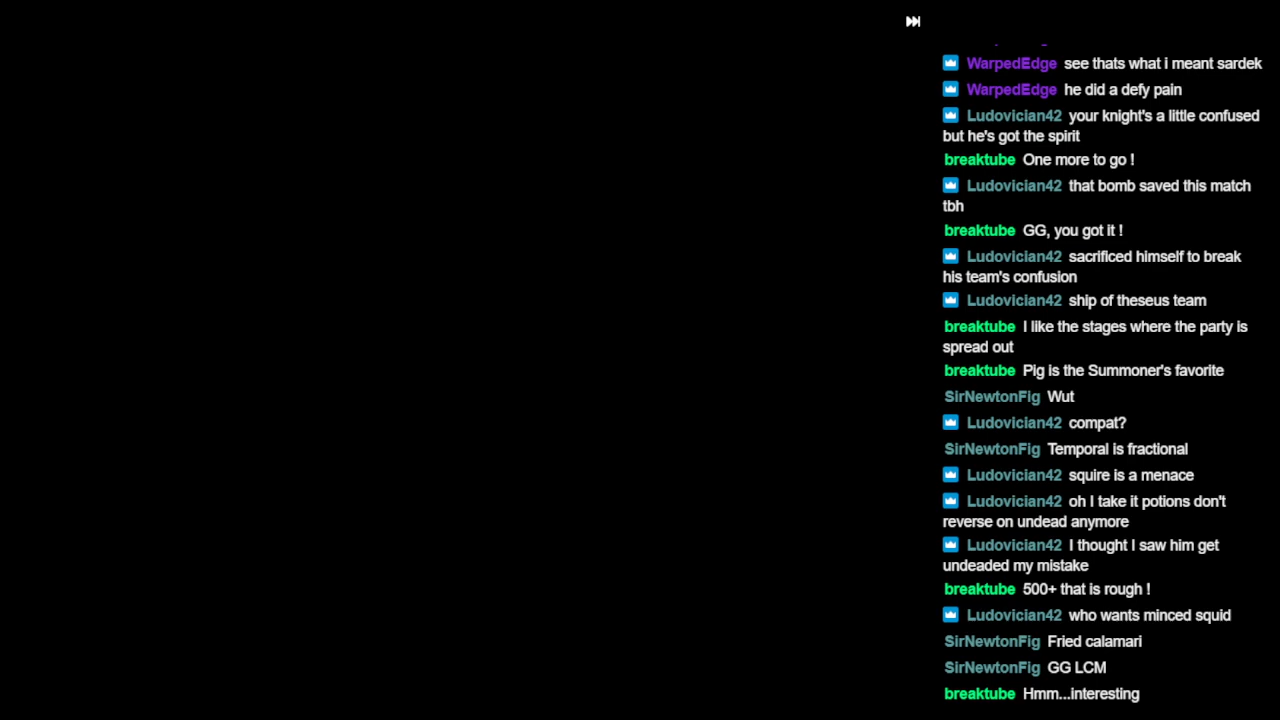 WarpedEdge see thats what i meant sardek
WarpedEdge he did a defy pain
Ludovician42 your knight's a little confused
but he's got the spirit
breaktube One more to go !
Ludovician42 that bomb saved this match
tbh
breaktube GG, you got it !
Ludovician42 sacrificed himself to break
his team's confusion
Ludovician42 ship of theseus team
breaktube I like the stages where the party is
spread out
breaktube Pig is the Summoner's favorite
SirNewtonFig Wut
Ludovician42 compat?
SirNewtonFig Temporal is fractional
Ludovician42 squire is a menace
Ludovician42 oh I take it potions don't
reverse on undead anymore
Ludovician42 I thought I saw him get
undeaded my mistake
breaktube 500+ that is rough !
Ludovician42 who wants minced squid
SirNewtonFig Fried calamari
SirNewtonFig GG LCM
breaktube Hmm...interesting